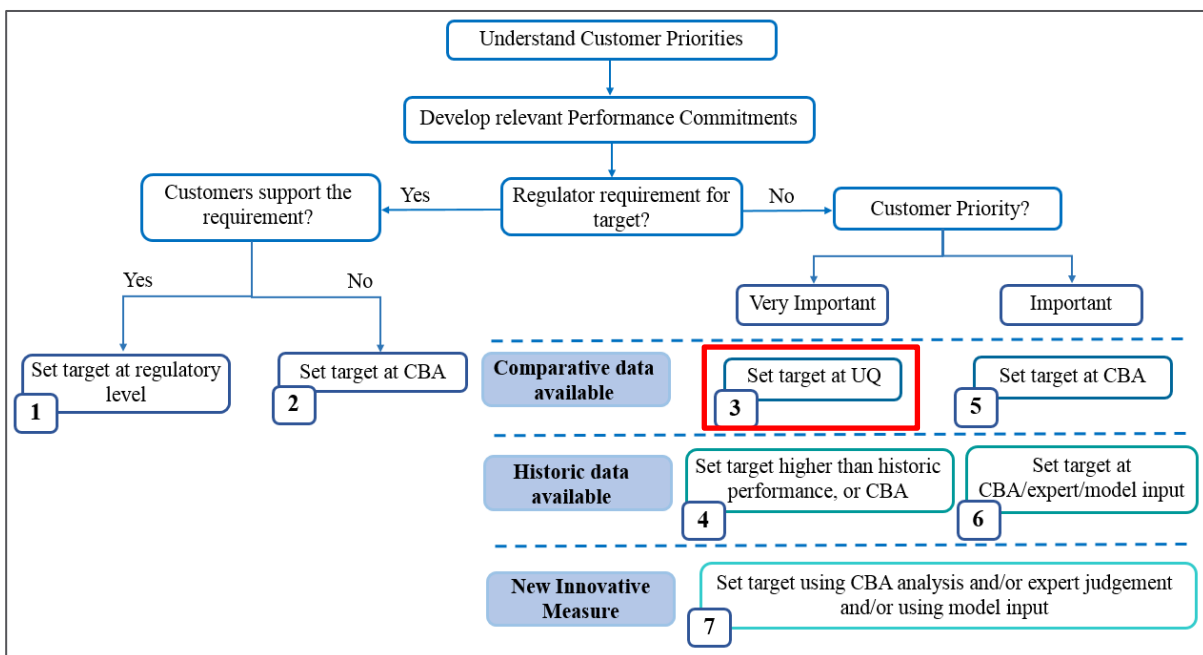 Understand Customer Priorities
Develop relevant Performance Commitments
Customers support the
requirement?
Yes
Regulator requirement for
target?
No
Customer Priority?
Yes
No
Very Important
Important
Set target at regulatory
level
1
Set target at CBA
2
Comparative data
available
Set target at UQ
3
Set target at CBA
5
Historic data
available
Set target higher than historic
performance, or CBA
4
Set target at
CBA/expert/model input
6
New Innovative
Measure
Set target using CBA analysis and/or expert judgement
and/or using model input
7